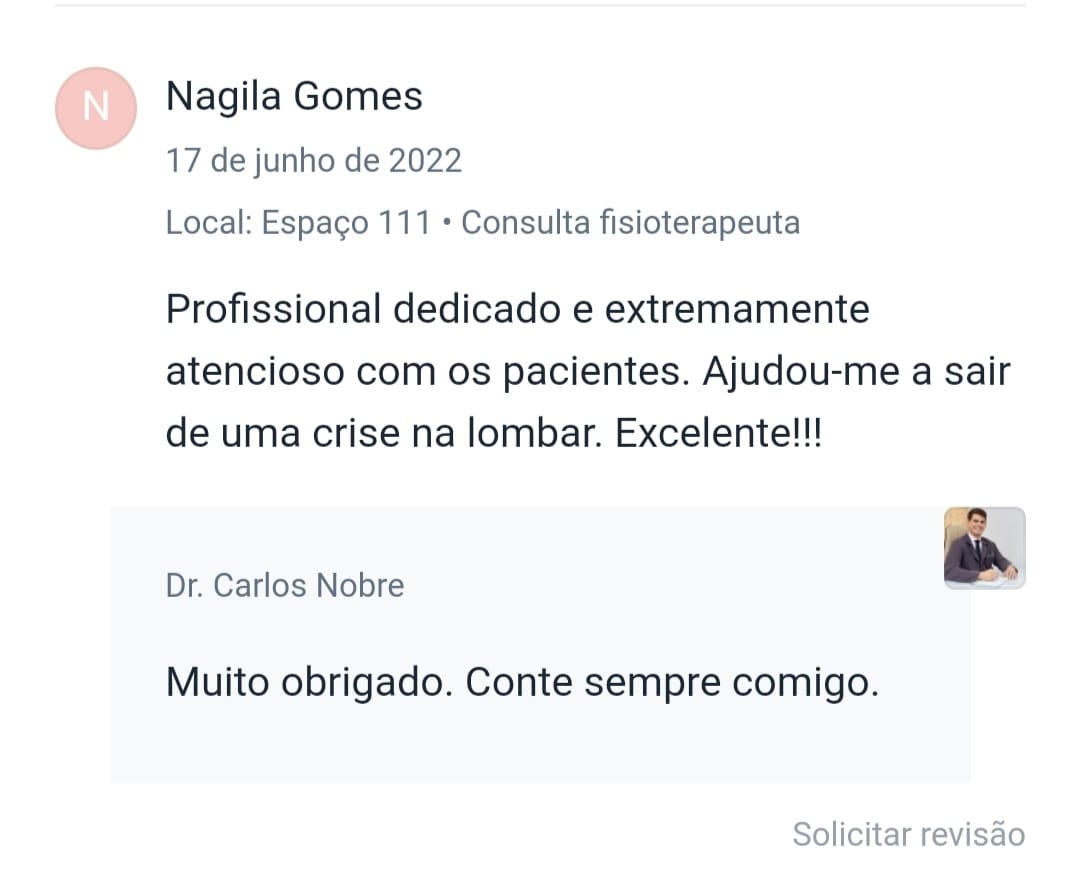 N
Nagila Gomes
17 de junho de 2022
Local: Espaço 111 • Consulta fisioterapeuta
Profissional dedicado e extremamente
atencioso com os pacientes. Ajudou-me a sair
de uma crise na lombar. Excelente!!!
Dr. Carlos Nobre
Muito obrigado. Conte sempre comigo.
Solicitar revisão